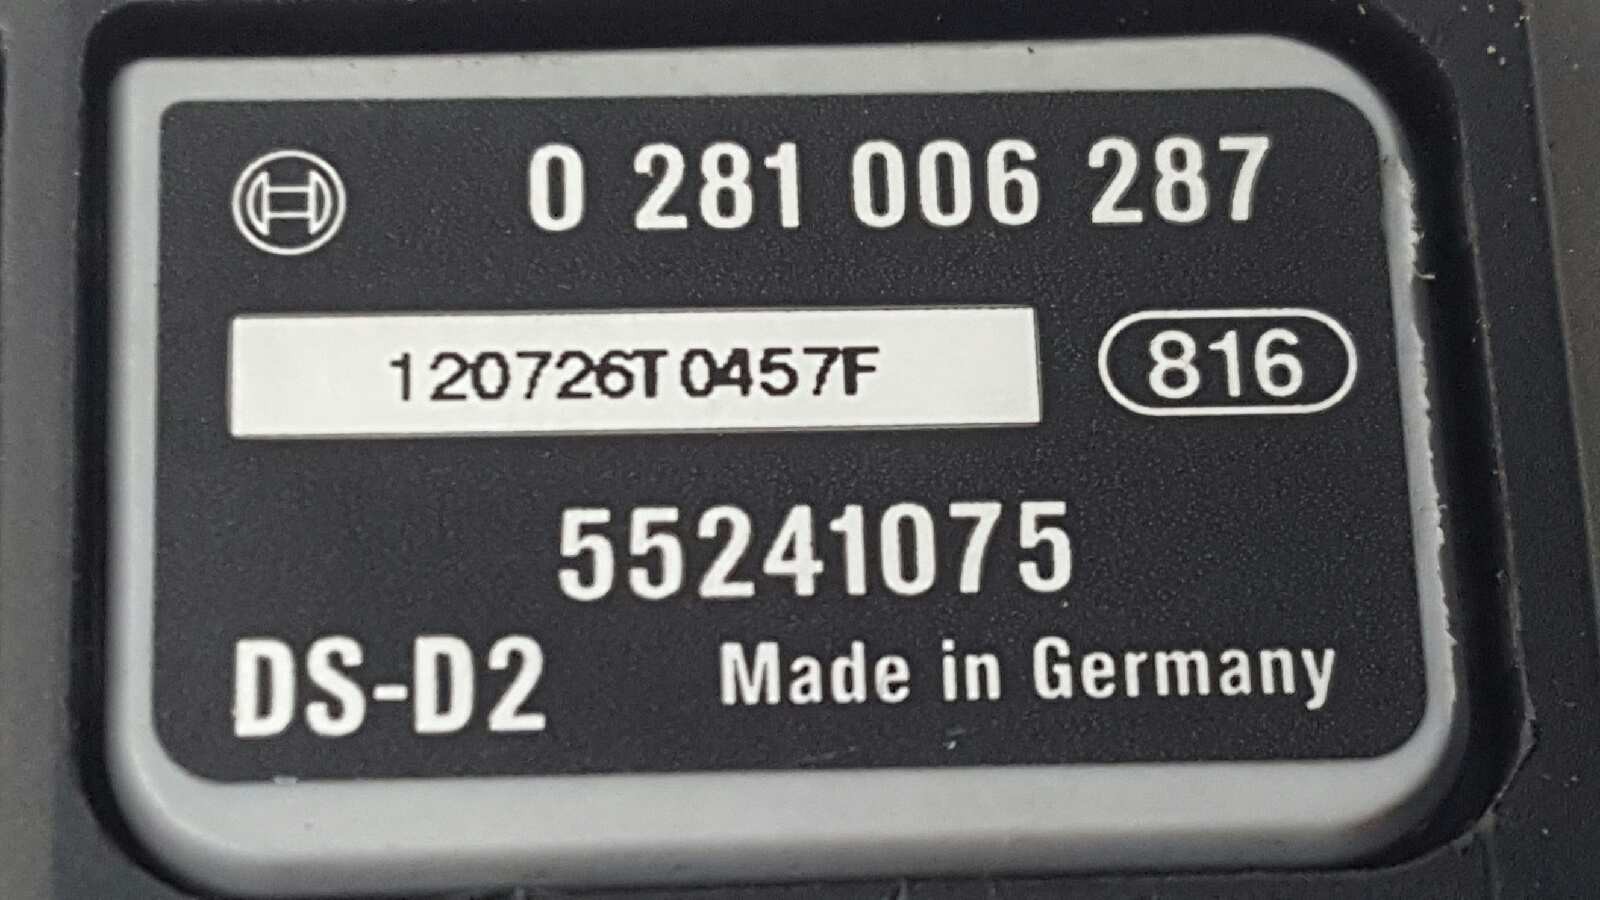 0 281 006 287
120726T0457F 816
55241075
DS-D2 Made in Germany